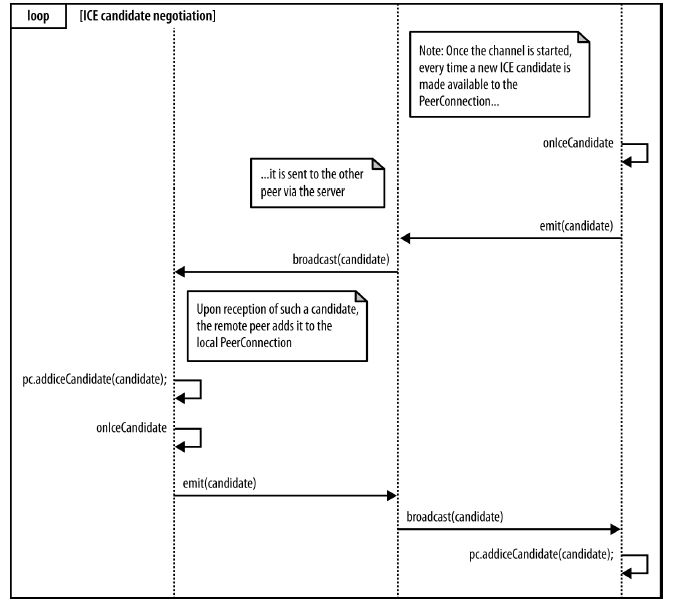 loop [ICE candidate negotiation]
Note: Once the channel is started,
every time a new ICE candidate is
made available to the
PeerConnection...
onIceCandidate
...it is sent to the other
peer via the server
emit(candidate)
broadcast(candidate)
Upon reception of such a candidate,
the remote peer adds it to the
local PeerConnection
pc.addiceCandidate(candidate);
onIceCandidate
emit(candidate)
broadcast(candidate)
pc.addiceCandidate(candidate);